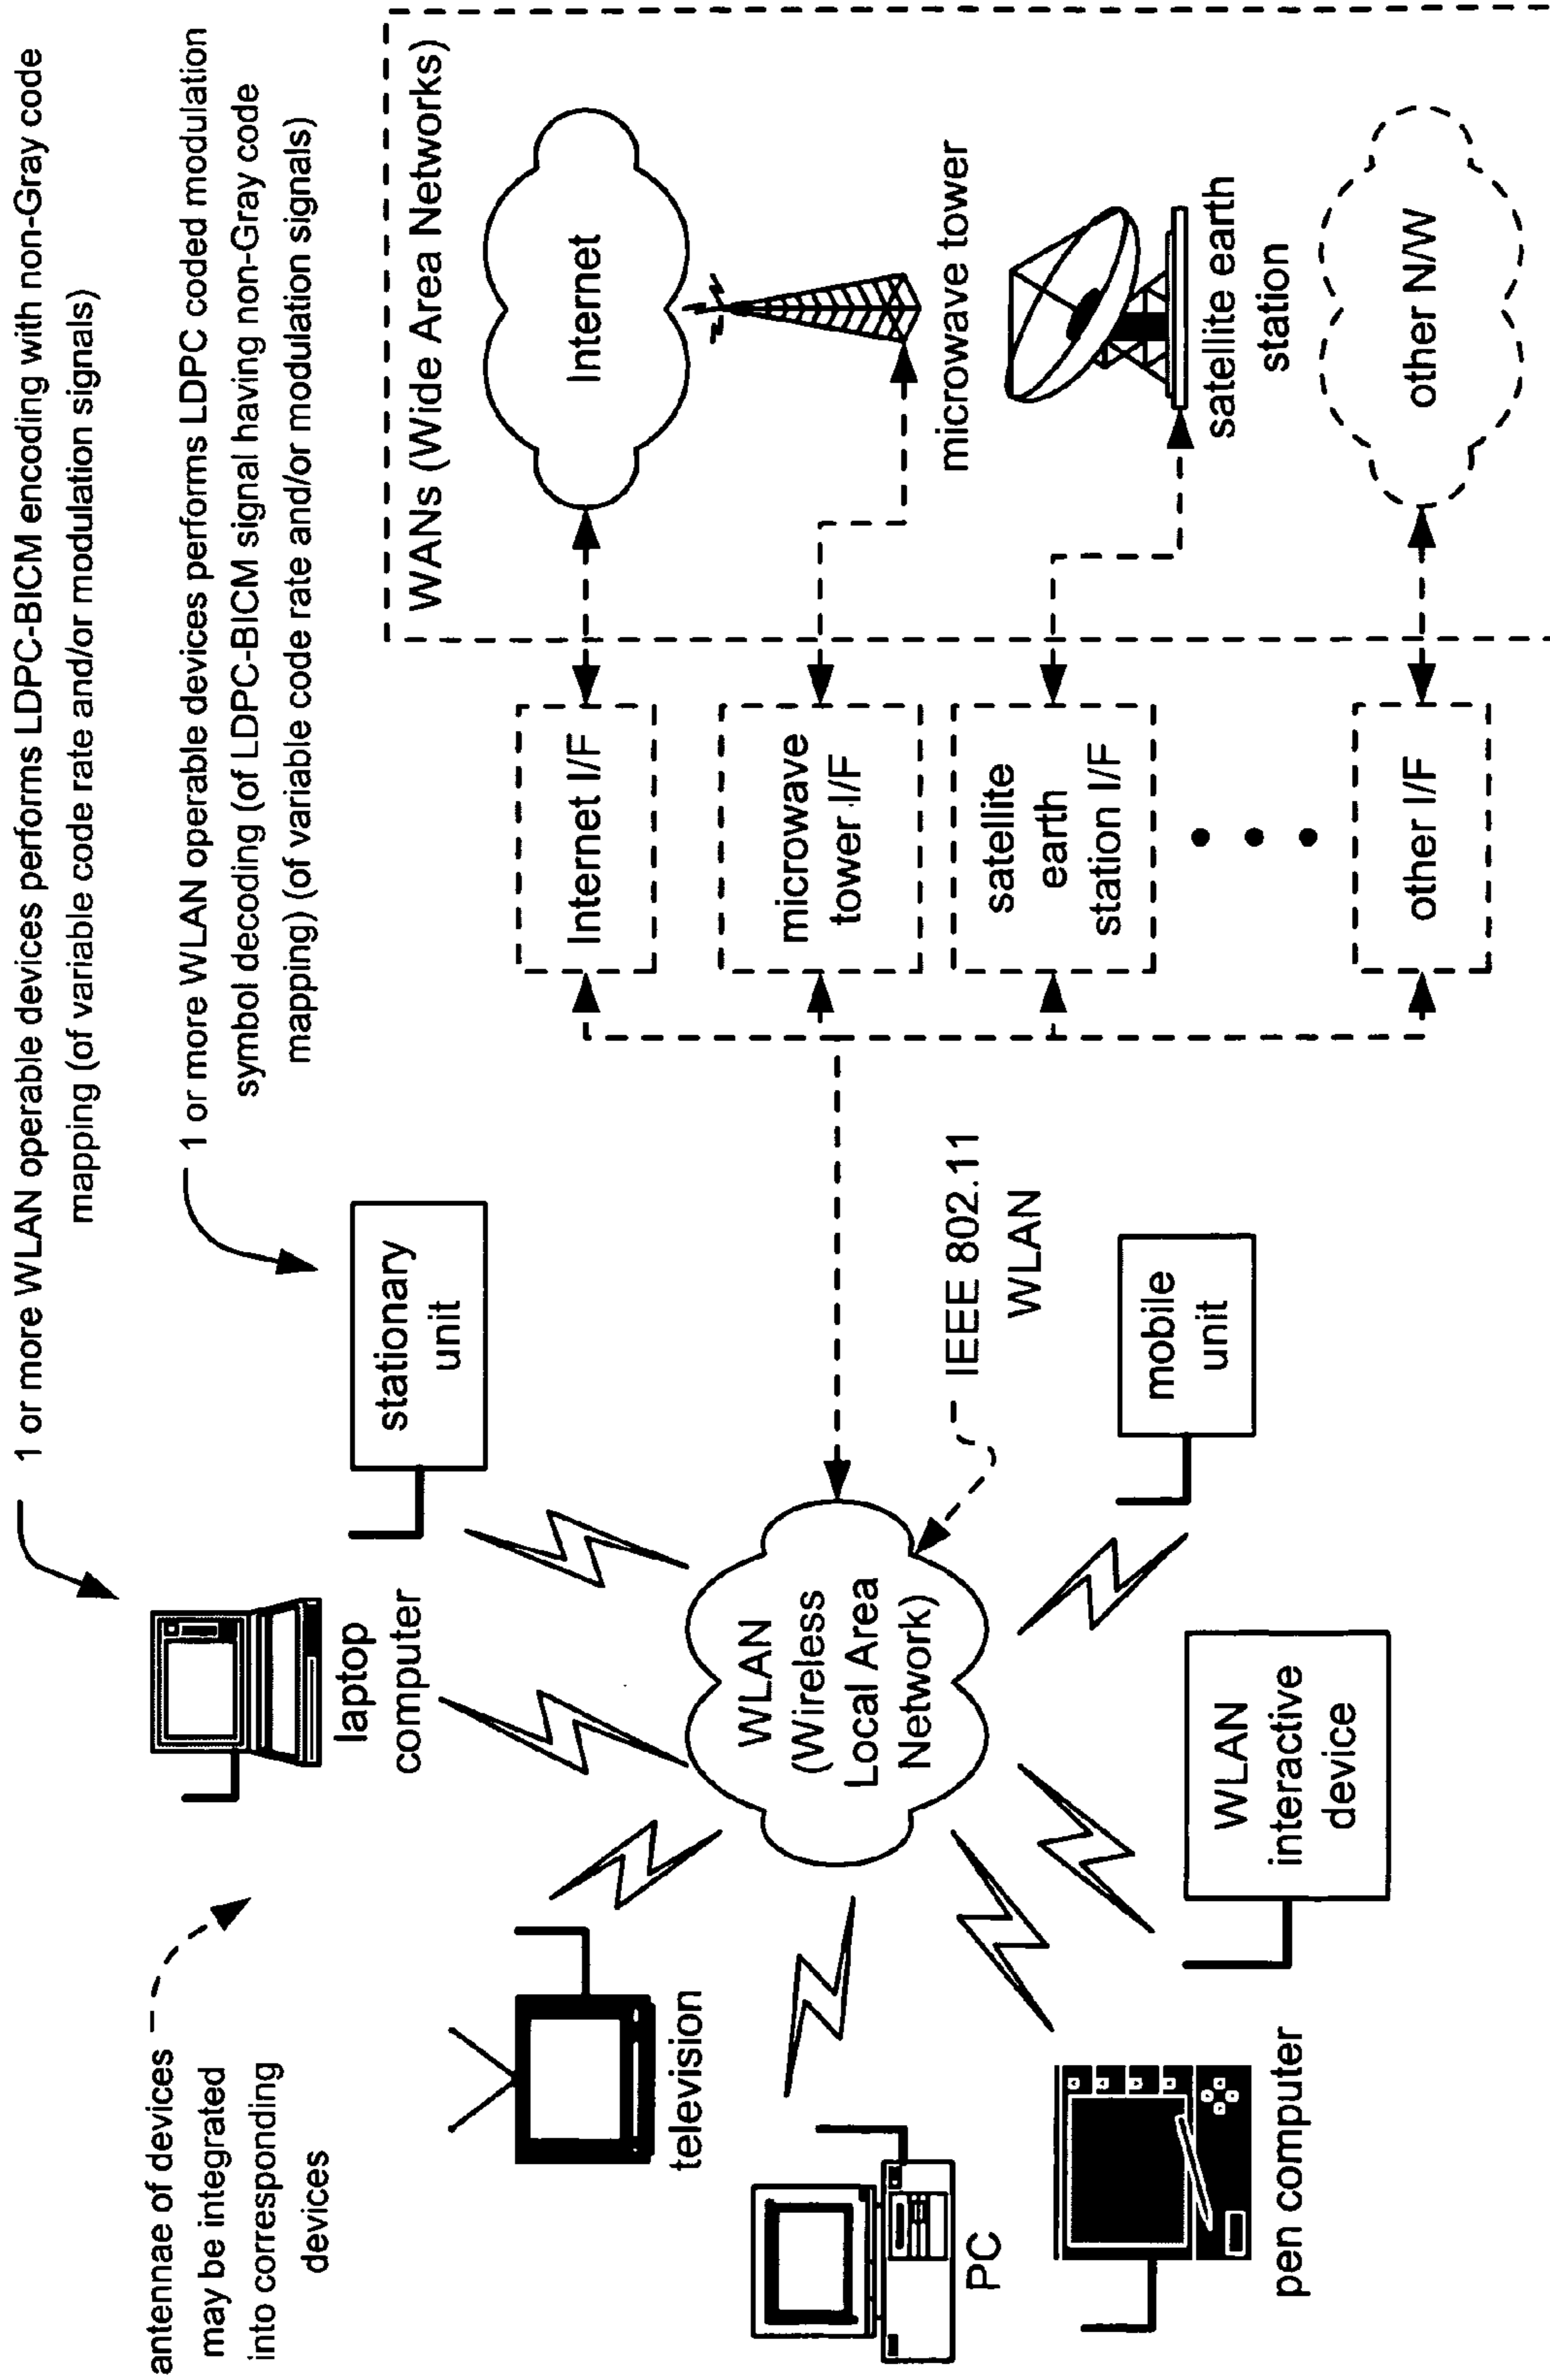 1 or more WLAN operable devices performs LDPC-BICM encoding with non-Gray code
mapping (of variable code rate and/or modulation signals)
1 or more WLAN operable devices performs LDPC coded modulation
symbol decoding (of LDPC-BICM signal having non-Gray code
mapping) (of variable code rate and/or modulation signals)
antennae of devices
may be integrated
into corresponding
devices
laptop
computer
stationary
unit
television
PC
pen computer
WLAN
(Wireless
Local Area
Network)
IEEE 802.11
WLAN
WLAN
interactive
device
mobile
unit
Internet I/F
microwave
tower I/F
satellite
earth
station I/F
other I/F
WANs (Wide Area Networks)
Internet
microwave tower
satellite earth
station
other N/W